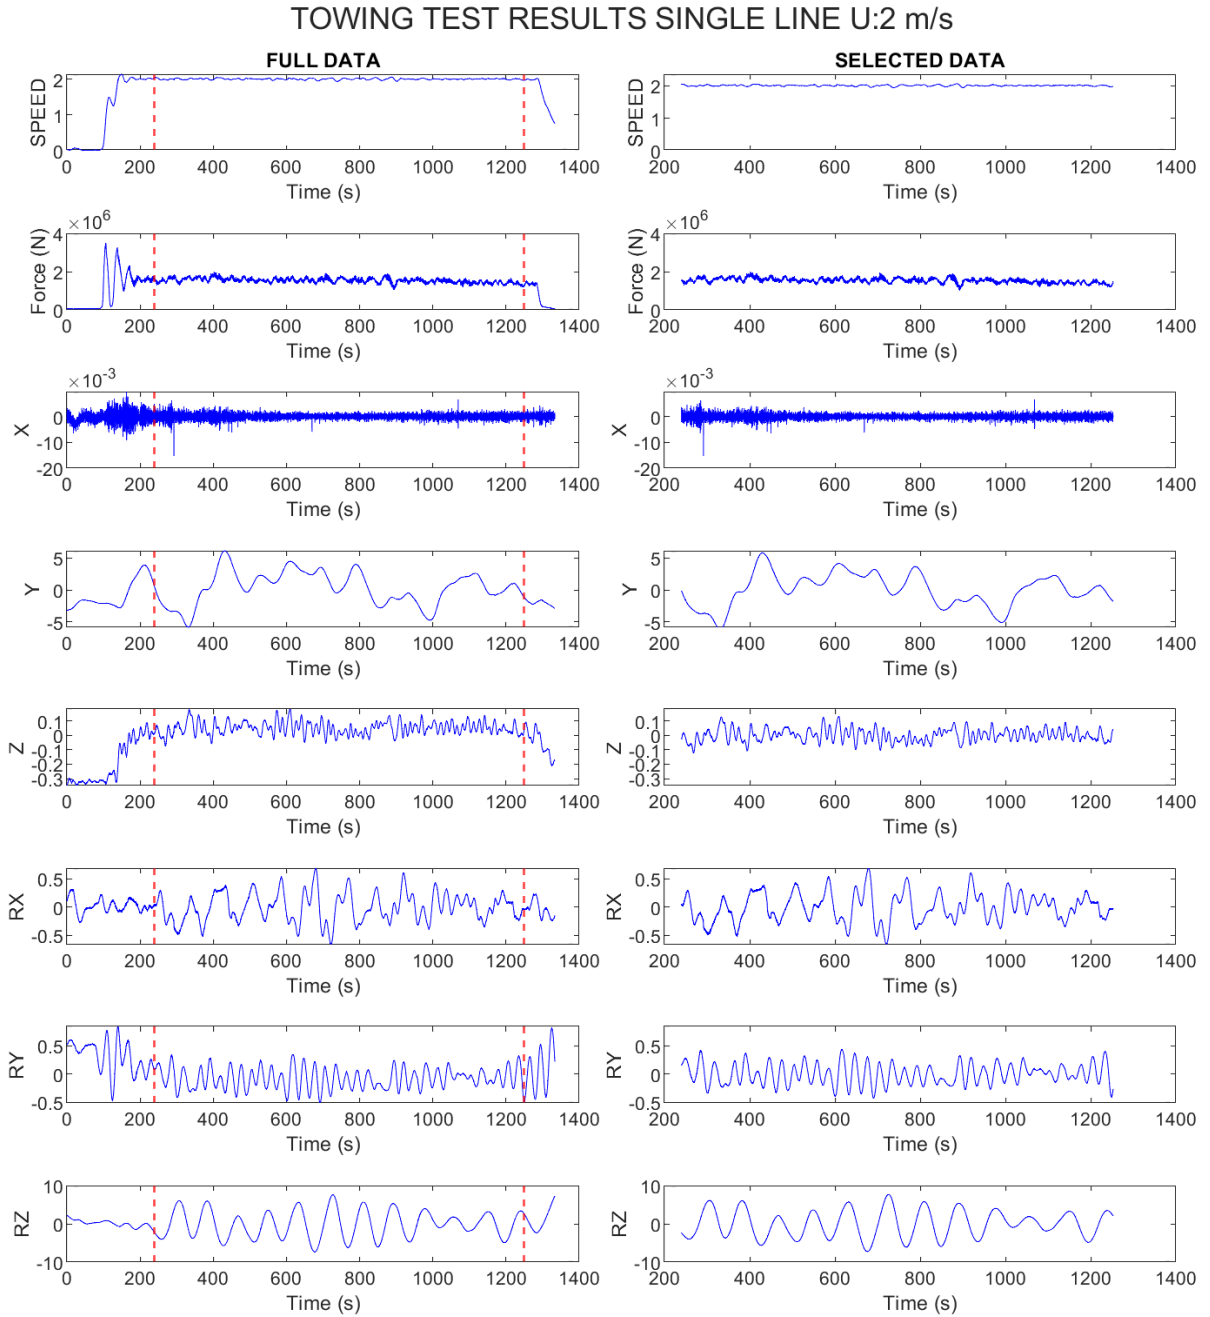 TOWING TEST RESULTS SINGLE LINE U:2 m/s
FULL DATA
SELECTED DATA
SPEED
2
1
0
0 200 400 600 800 1000 1200 1400
Time (s)
SPEED
2
1
0
200 400 600 800 1000 1200 1400
Time (s)
×10^6
Force (N)
4
2
0
0 200 400 600 800 1000 1200 1400
Time (s)
×10^6
Force (N)
4
2
0
200 400 600 800 1000 1200 1400
Time (s)
×10^-3
X
0
-10
-20
0 200 400 600 800 1000 1200 1400
Time (s)
×10^-3
X
0
-10
-20
200 400 600 800 1000 1200 1400
Time (s)
Y
5
0
-5
0 200 400 600 800 1000 1200 1400
Time (s)
Y
5
0
-5
200 400 600 800 1000 1200 1400
Time (s)
Z
0.1
0
-0.1
-0.2
-0.3
0 200 400 600 800 1000 1200 1400
Time (s)
Z
0.1
0
-0.1
-0.2
-0.3
200 400 600 800 1000 1200 1400
Time (s)
RX
0.5
0
-0.5
0 200 400 600 800 1000 1200 1400
Time (s)
RX
0.5
0
-0.5
200 400 600 800 1000 1200 1400
Time (s)
RY
0.5
0
-0.5
0 200 400 600 800 1000 1200 1400
Time (s)
RY
0.5
0
-0.5
200 400 600 800 1000 1200 1400
Time (s)
RZ
10
0
-10
0 200 400 600 800 1000 1200 1400
Time (s)
RZ
10
0
-10
200 400 600 800 1000 1200 1400
Time (s)